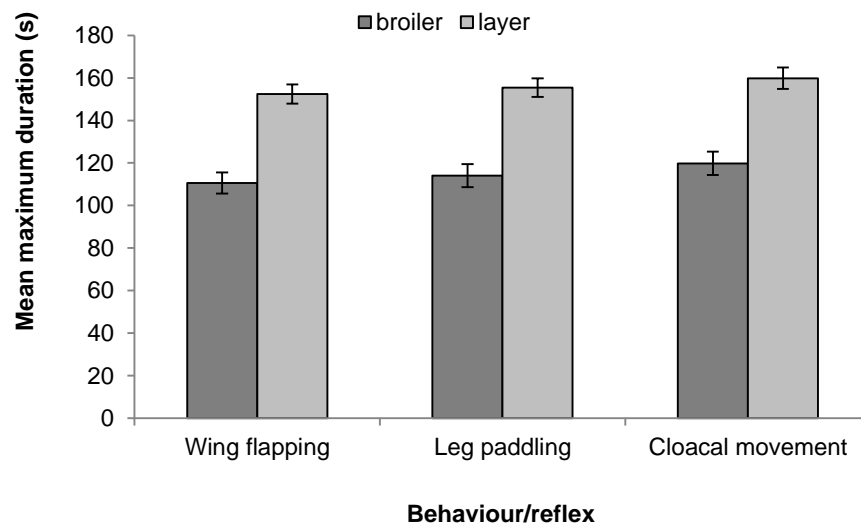 broiler layer
Mean maximum duration (s)
180
160
140
120
100
80
60
40
20
0
Wing flapping Leg paddling Cloacal movement
Behaviour/reflex